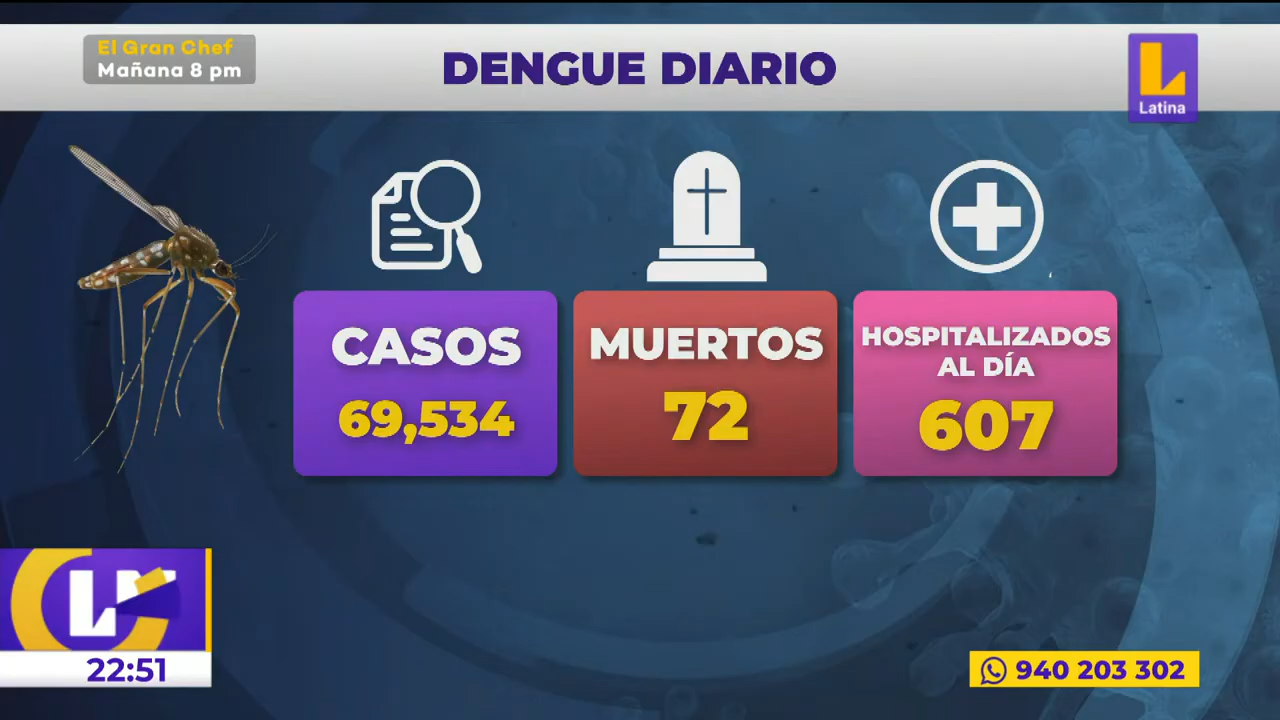 El Gran Chef
Mañana 8 pm
DENGUE DIARIO
Latina
CASOS
69,534
MUERTOS
72
HOSPITALIZADOS
AL DÍA
607
22:51
940 203 302